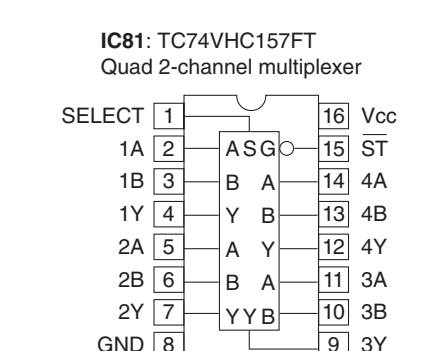 IC81: TC74VHC157FT
Quad 2-channel multiplexer
SELECT 1 16 Vcc
1A 2 A S G 15 ST
1B 3 B A 14 4A
1Y 4 Y B 13 4B
2A 5 A Y 12 4Y
2B 6 B A 11 3A
2Y 7 Y Y B 10 3B
GND 8 9 3Y